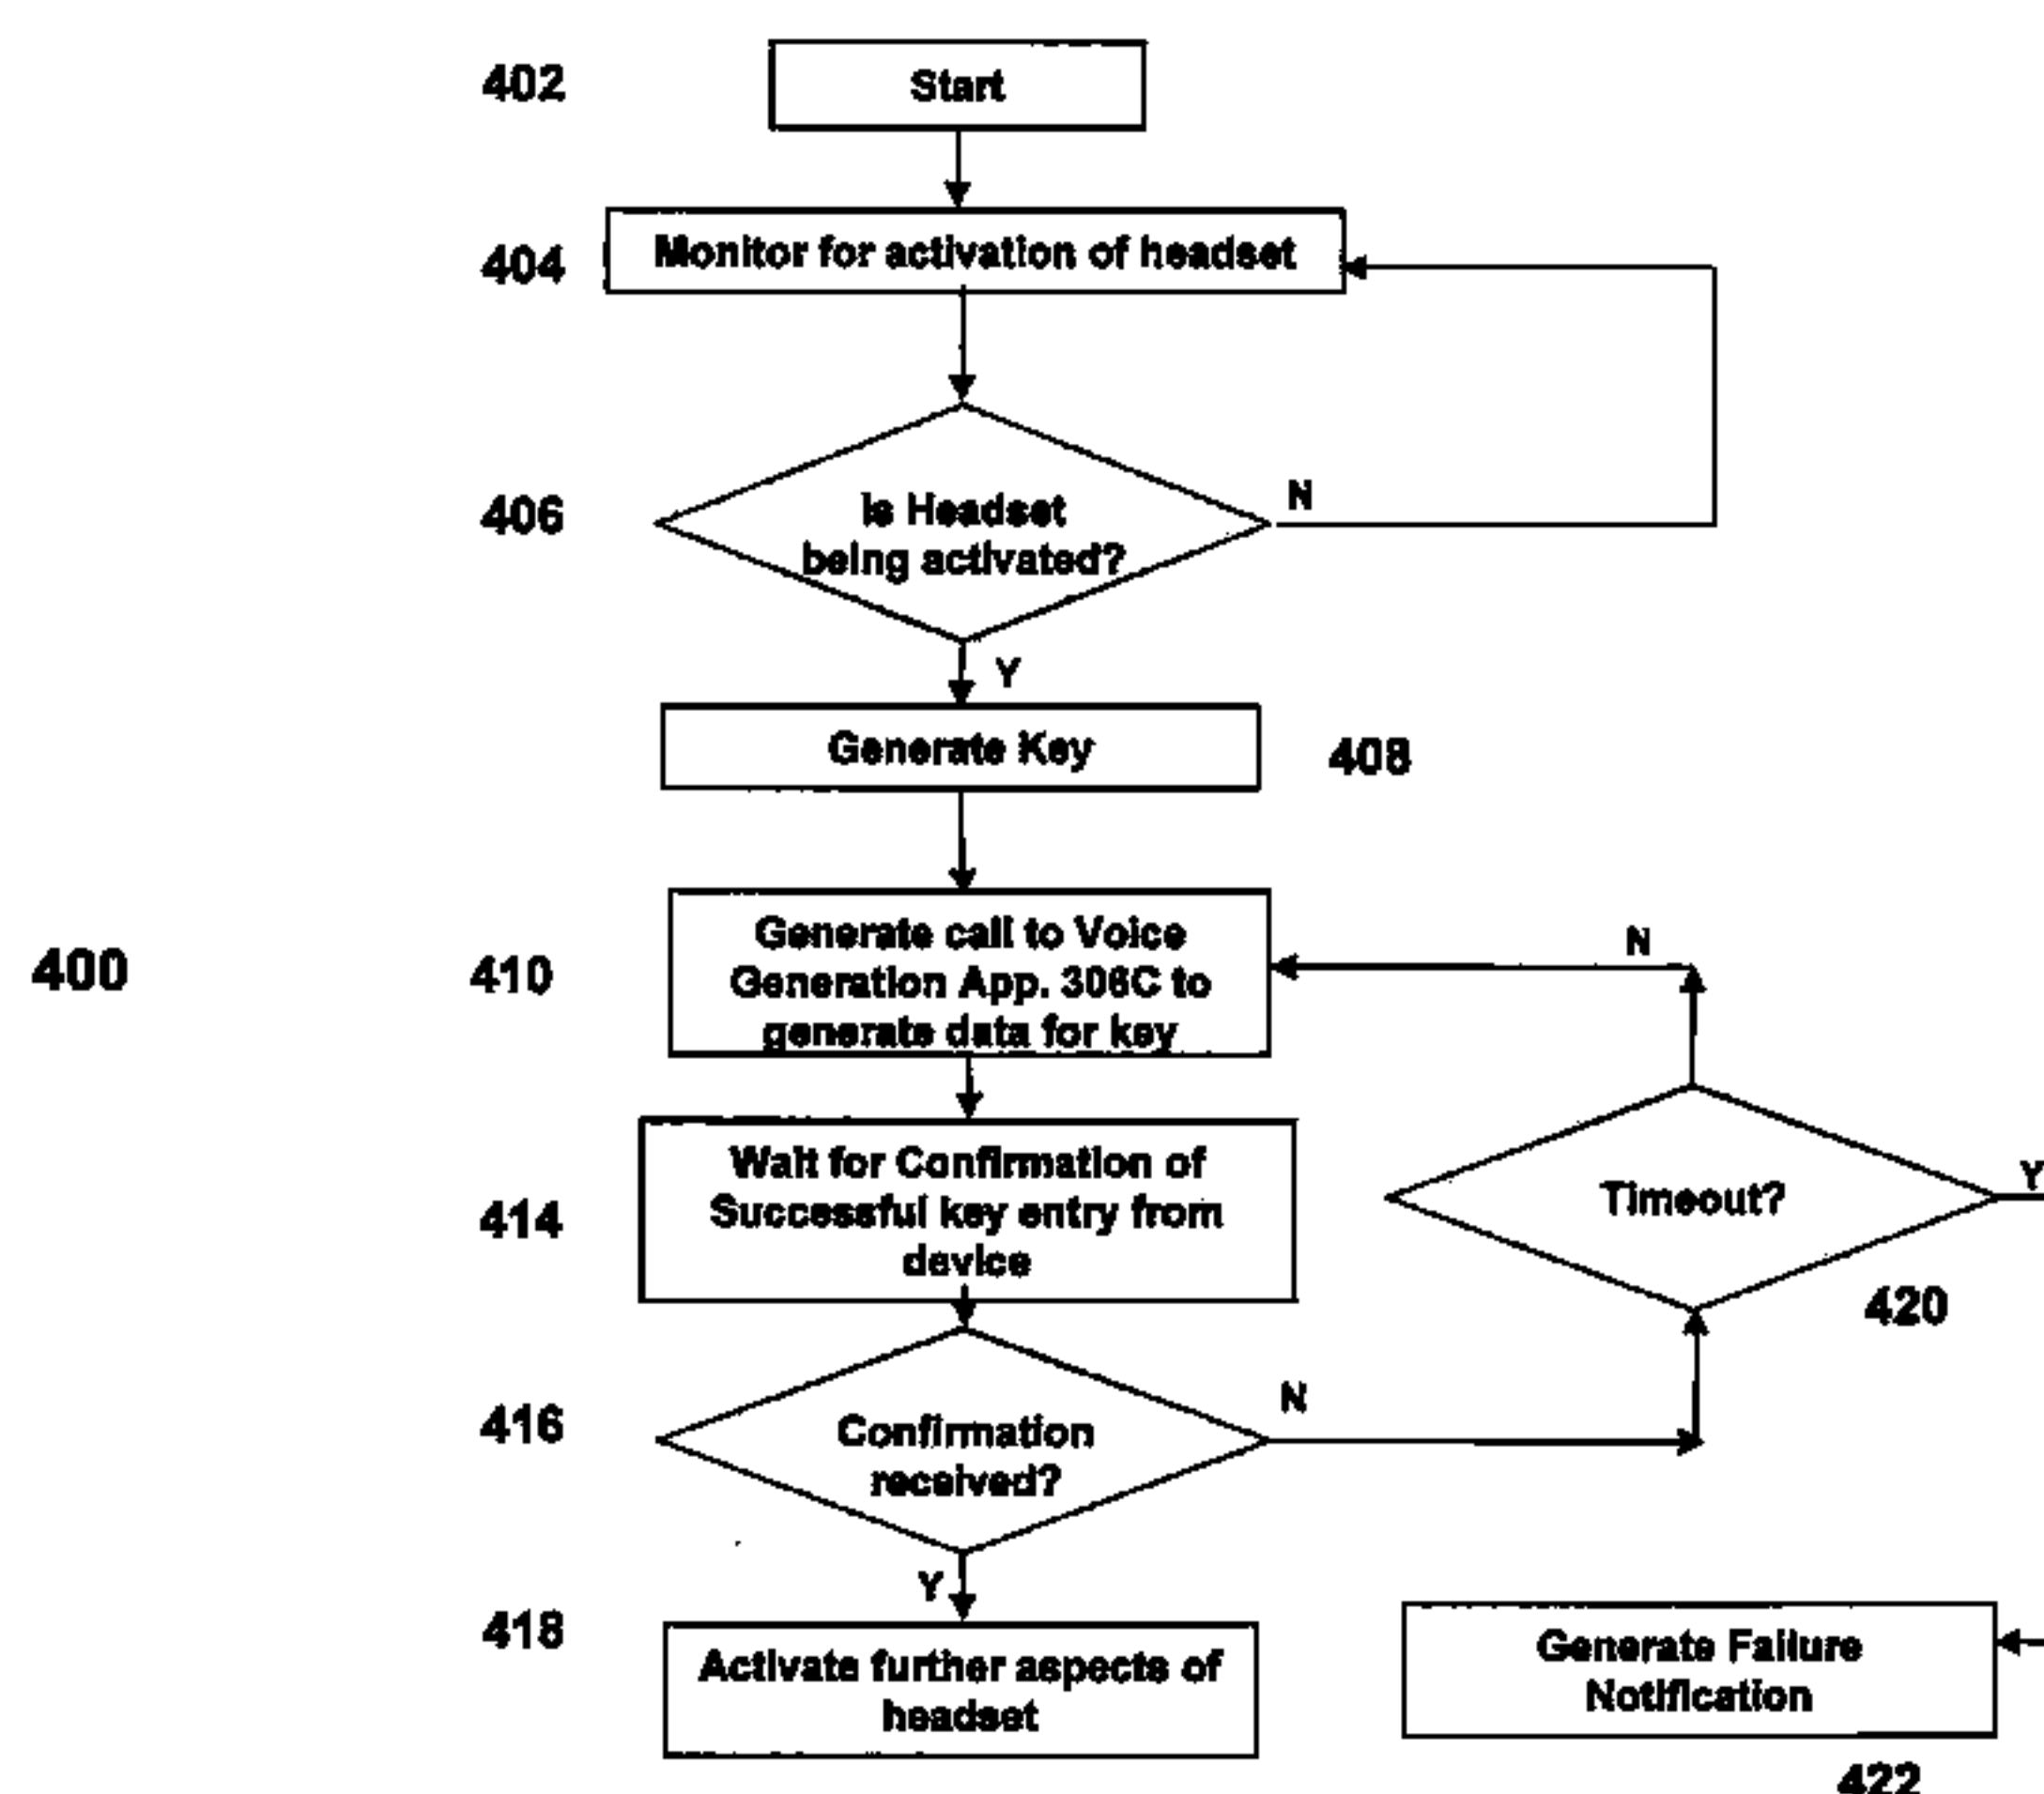 402
Start
404
Monitor for activation of headset
406
Is Headset
being activated?
N
Y
Generate Key
408
400
410
Generate call to Voice
Generation App. 306C to
generate data for key
N
414
Wait for Confirmation of
Successful key entry from
device
Timeout?
Y
420
416
Confirmation
received?
N
Y
418
Activate further aspects of
headset
Generate Failure
Notification
422